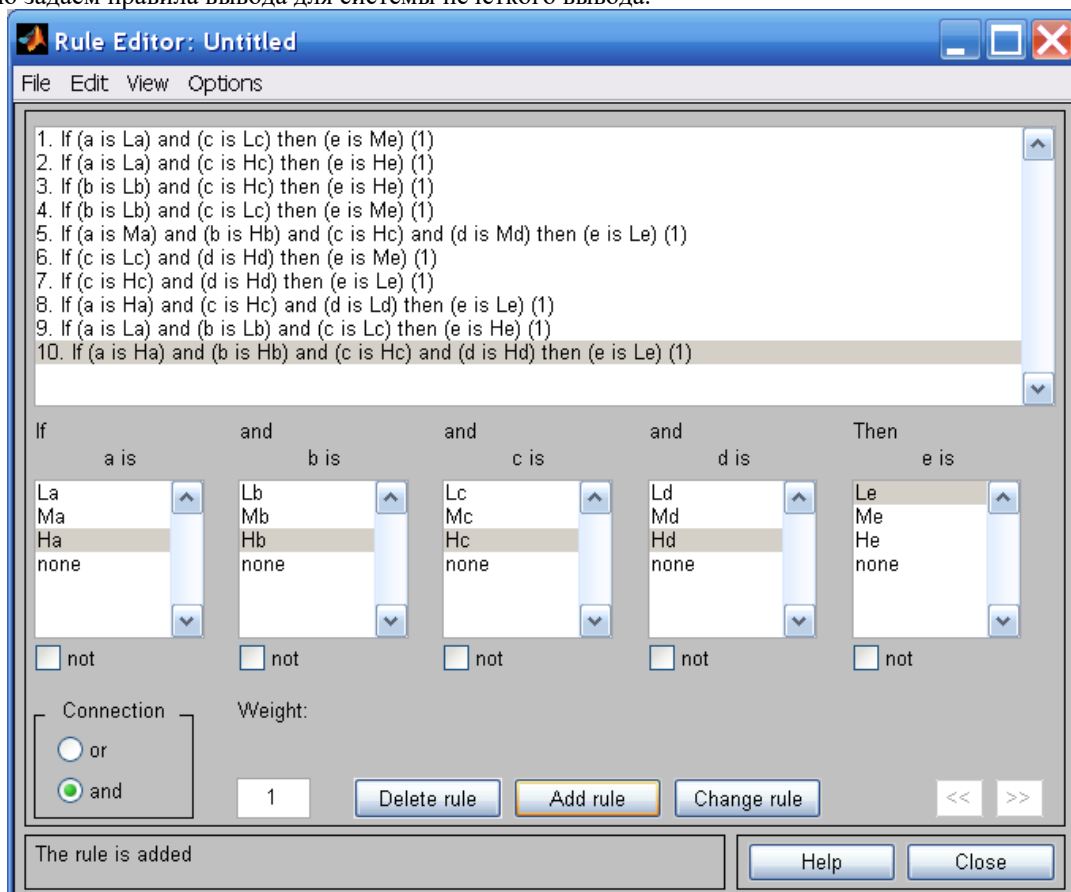 задаем правила вывода для системы нечеткого вывода.
Rule Editor: Untitled
File Edit View Options
1. If (a is La) and (c is Lc) then (e is Me) (1)
2. If (a is La) and (c is Hc) then (e is He) (1)
3. If (b is Lb) and (c is Hc) then (e is He) (1)
4. If (b is Lb) and (c is Lc) then (e is Me) (1)
5. If (a is Ma) and (b is Hb) and (c is Hc) and (d is Md) then (e is Le) (1)
6. If (c is Lc) and (d is Hd) then (e is Me) (1)
7. If (c is Hc) and (d is Hd) then (e is Le) (1)
8. If (a is Ha) and (c is Hc) and (d is Ld) then (e is Le) (1)
9. If (a is La) and (b is Lb) and (c is Lc) then (e is He) (1)
10. If (a is Ha) and (b is Hb) and (c is Hc) and (d is Hd) then (e is Le) (1)
If and and and Then
a is b is c is d is e is
La Lb Lc Ld Le
Ma Mb Mc Md Me
Ha Hb Hc Hd He
none none none none none
not not not not not
Connection Weight:
or
and 1 Delete rule Add rule Change rule << >>
The rule is added Help Close